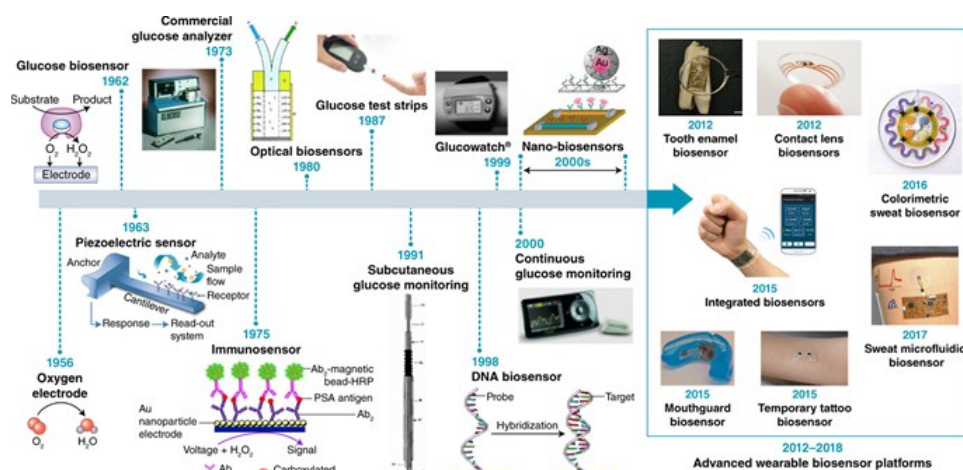 Commercial
glucose analyzer
1973
Glucose biosensor
1962
Substrate
Product
O₂
H₂O₂
Electrode
Optical biosensors
1980
Glucose test strips
1987
Glucowatch®
1999
Ag
Au
Nano-biosensors
2000s
1963
Piezoelectric sensor
Anchor
Analyte
Sample
flow
Receptor
Cantilever
Response
Read-out
system
1956
Oxygen
electrode
O₂
H₂O
1975
Immunosensor
Ab₂-magnetic
bead-HRP
PSA antigen
Au
nanoparticle
electrode
Ab₂
Voltage + H₂O₂
Signal
Ab
Carboxylated
1991
Subcutaneous
glucose monitoring
2000
Continuous
glucose monitoring
1998
DNA biosensor
Probe
Target
Hybridization
2012
Tooth enamel
biosensor
2012
Contact lens
biosensors
2016
Colorimetric
sweat biosensor
2015
Integrated biosensors
2017
Sweat microfluidic
biosensor
2015
Mouthguard
biosensor
2015
Temporary tattoo
biosensor
2012–2018
Advanced wearable biosensor platforms